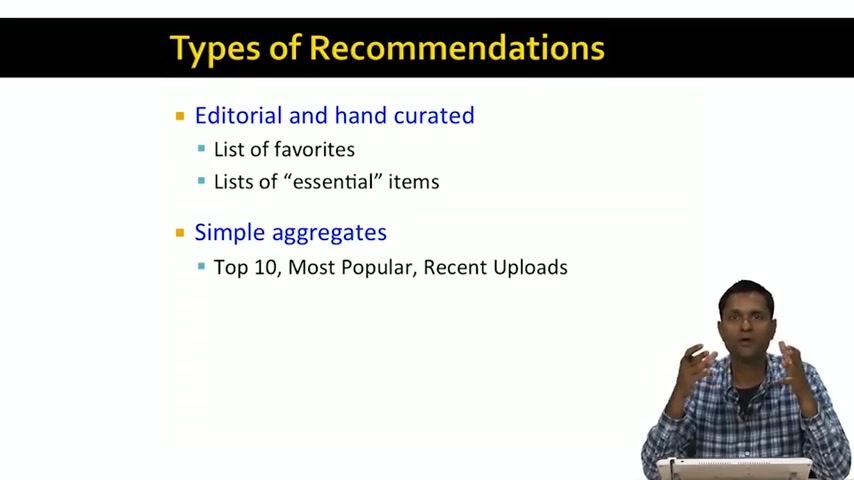 Types of Recommendations
Editorial and hand curated
List of favorites
Lists of “essential” items
Simple aggregates
Top 10, Most Popular, Recent Uploads